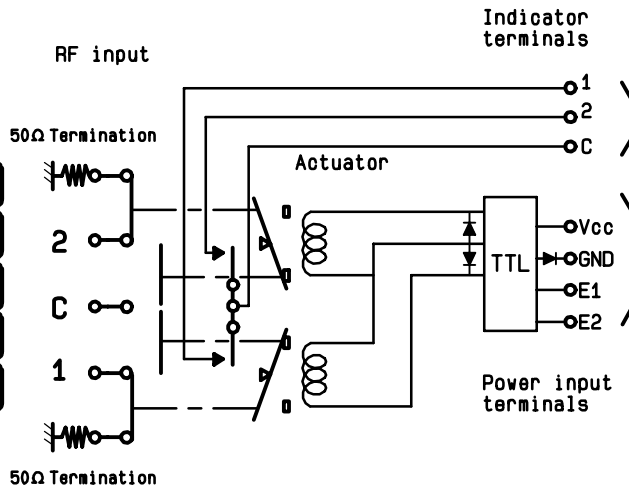 Indicator
terminals
RF input
1
2
C
50Ω Termination
Actuator
2
C
1
TTL
Vcc
GND
E1
E2
Power input
terminals
50Ω Termination